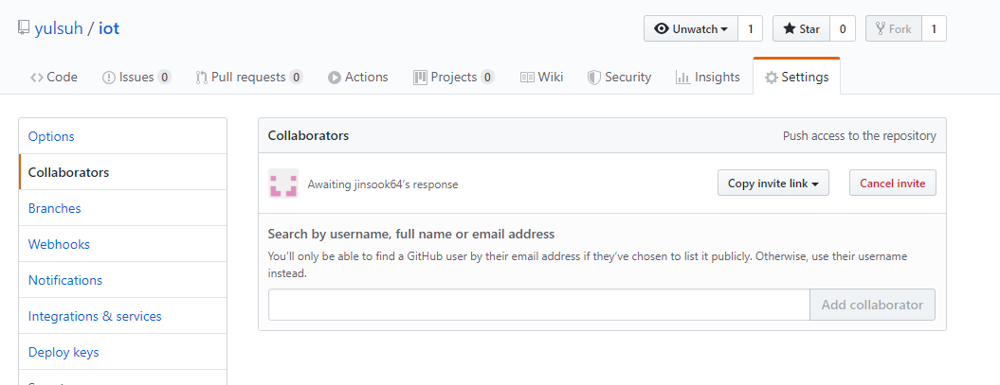 yulsuh / iot
Unwatch 1 Star 0 Fork 1
Code Issues 0 Pull requests 0 Actions Projects 0 Wiki Security Insights Settings
Options
Collaborators
Branches
Webhooks
Notifications
Integrations & services
Deploy keys
Collaborators Push access to the repository
Awaiting jinsook64's response Copy invite link Cancel invite
Search by username, full name or email address
You'll only be able to find a GitHub user by their email address if they've chosen to list it publicly. Otherwise, use their username
instead.
Add collaborator